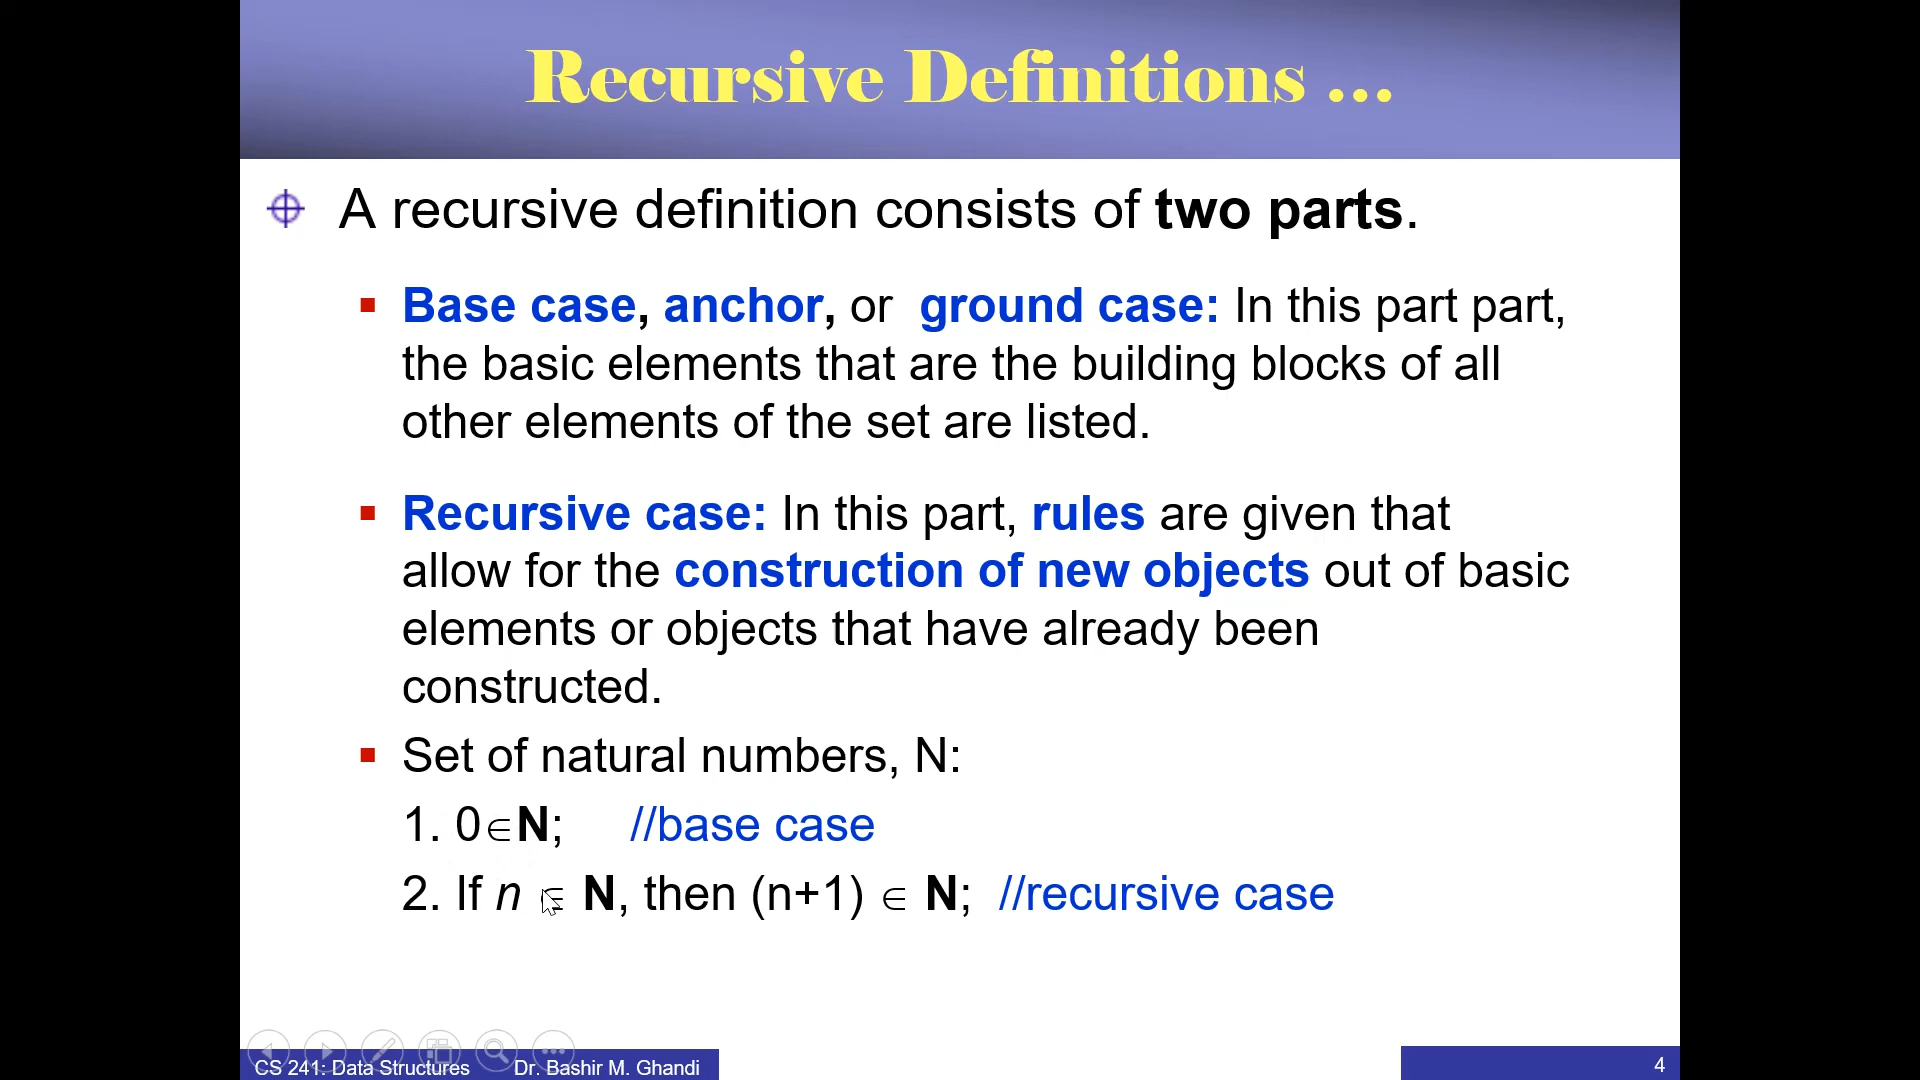 Recursive Definitions ...
A recursive definition consists of two parts.
Base case, anchor, or ground case: In this part part,
the basic elements that are the building blocks of all
other elements of the set are listed.
Recursive case: In this part, rules are given that
allow for the construction of new objects out of basic
elements or objects that have already been
constructed.
Set of natural numbers, N:
1. 0∈N; //base case
2. If n ∈ N, then (n+1) ∈ N; //recursive case
CS 241: Data Structures Dr. Bashir M. Ghandi
4